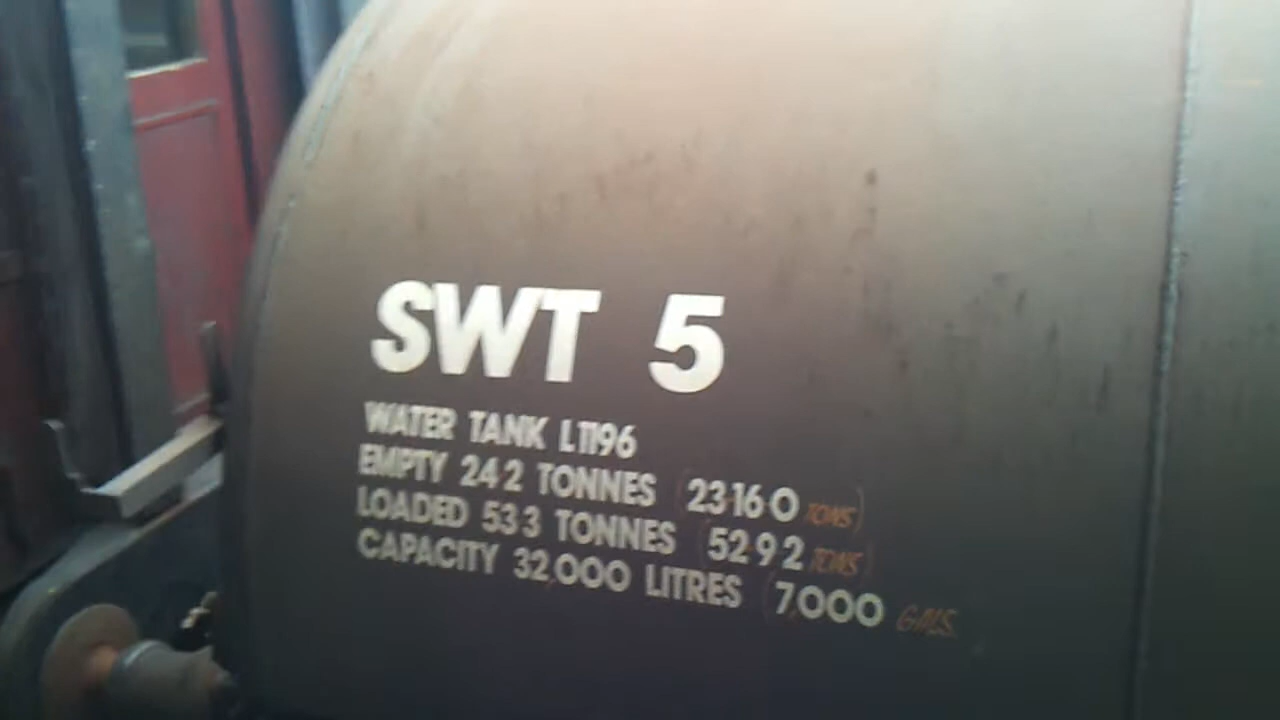 SWT 5
WATER TANK L1196
EMPTY 24·2 TONNES (23·16·0 TONS)
LOADED 53·3 TONNES (52·9·2 TONS)
CAPACITY 32,000 LITRES (7,000 GALS.